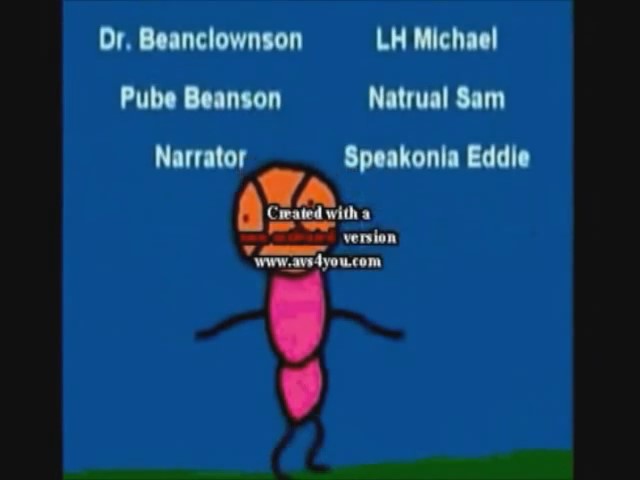 Dr. Beanclownson LH Michael
Pube Beanson Natrual Sam
Narrator Speakonia Eddie
Created with a
version
www.avs4you.com